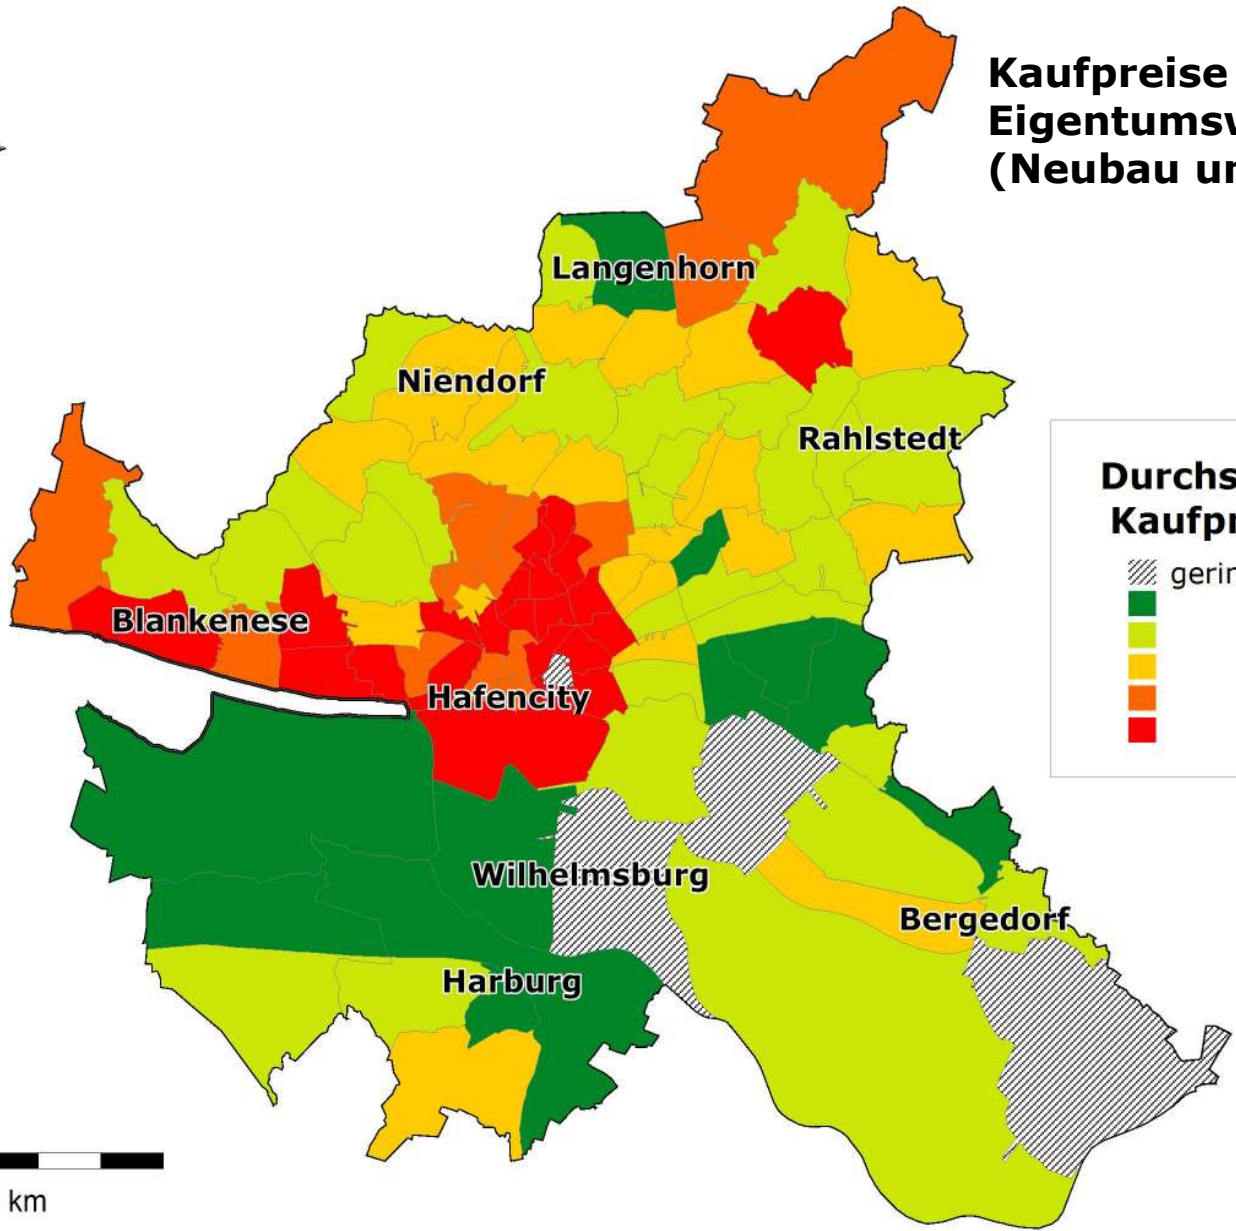 Kaufpreise
Eigentumsw
(Neubau un
Langenhorn
Niendorf
Rahlstedt
Durchs
Kaufpr
gerin
Blankenese
Hafencity
Wilhelmsburg
Bergedorf
Harburg
km